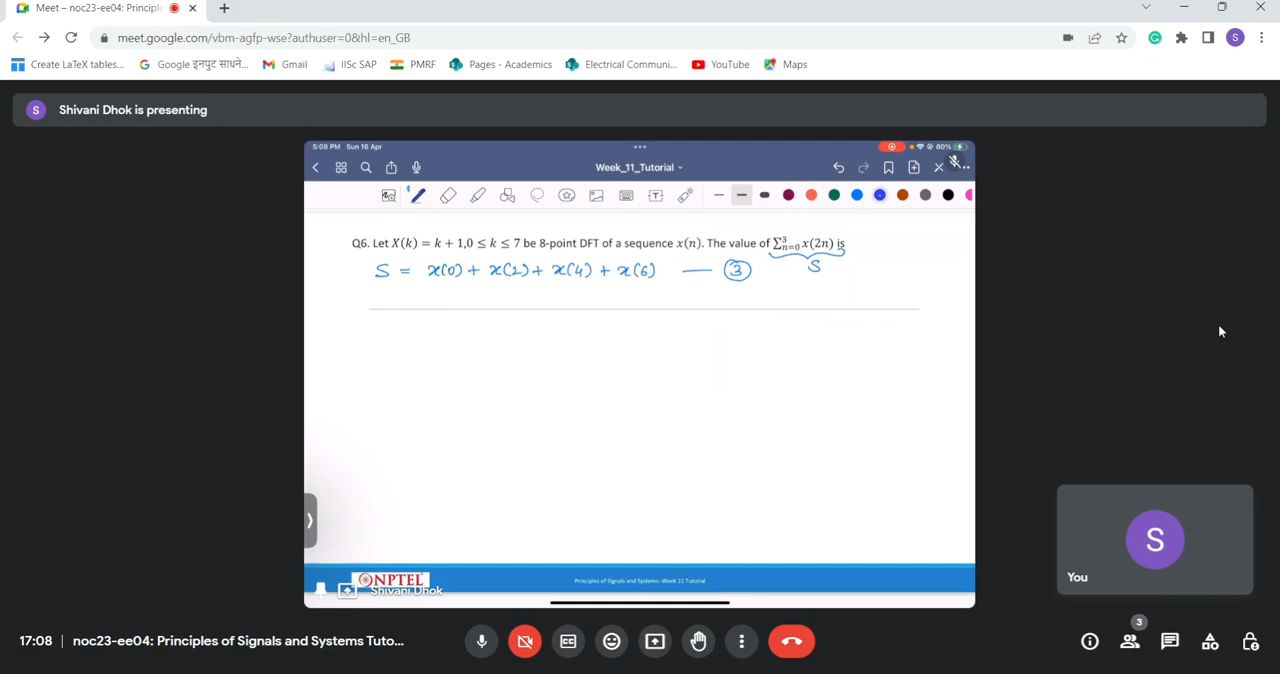 Meet – noc23-ee04: Principle
meet.google.com/vbm-agfp-wse?authuser=0&hl=en_GB
S
Create LaTeX tables...
Google इनपुट साधने...
Gmail
IISc SAP
PMRF
Pages - Academics
Electrical Communi...
YouTube
Maps
S Shivani Dhok is presenting
5:08 PM Sun 16 Apr
80%
Week_11_Tutorial
Q6. Let X(k) = k + 1,0 ≤ k ≤ 7 be 8-point DFT of a sequence x(n). The value of ∑_{n=0}^{3} x(2n) is
S
S = x(0) + x(2) + x(4) + x(6) — ③
S
You
NPTEL
Shivani Dhok
Principles of Signals and Systems: Week 11 Tutorial
17:08 | noc23-ee04: Principles of Signals and Systems Tuto...
3